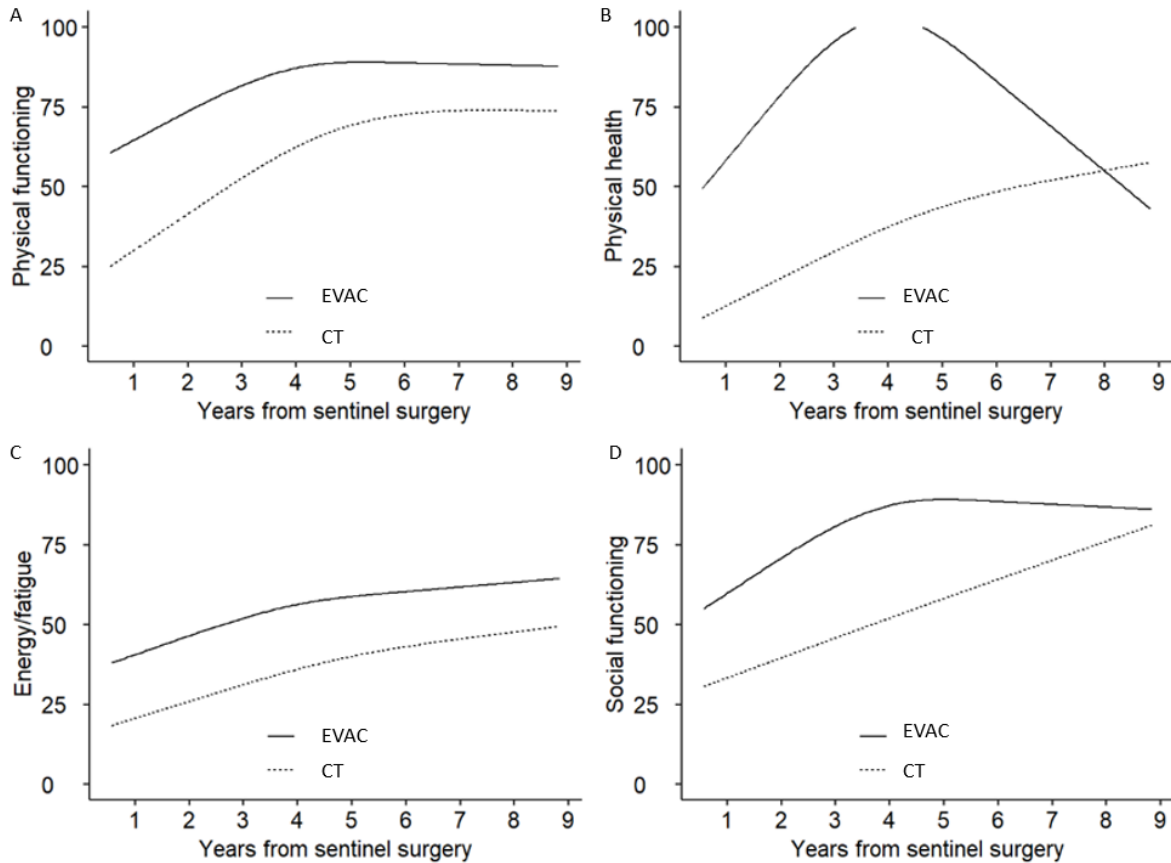 A
Physical functioning
100
75
50
25
0
EVAC
CT
1 2 3 4 5 6 7 8 9
Years from sentinel surgery
B
Physical health
100
75
50
25
0
EVAC
CT
1 2 3 4 5 6 7 8 9
Years from sentinel surgery
C
Energy/fatigue
100
75
50
25
0
EVAC
CT
1 2 3 4 5 6 7 8 9
Years from sentinel surgery
D
Social functioning
100
75
50
25
0
EVAC
CT
1 2 3 4 5 6 7 8 9
Years from sentinel surgery